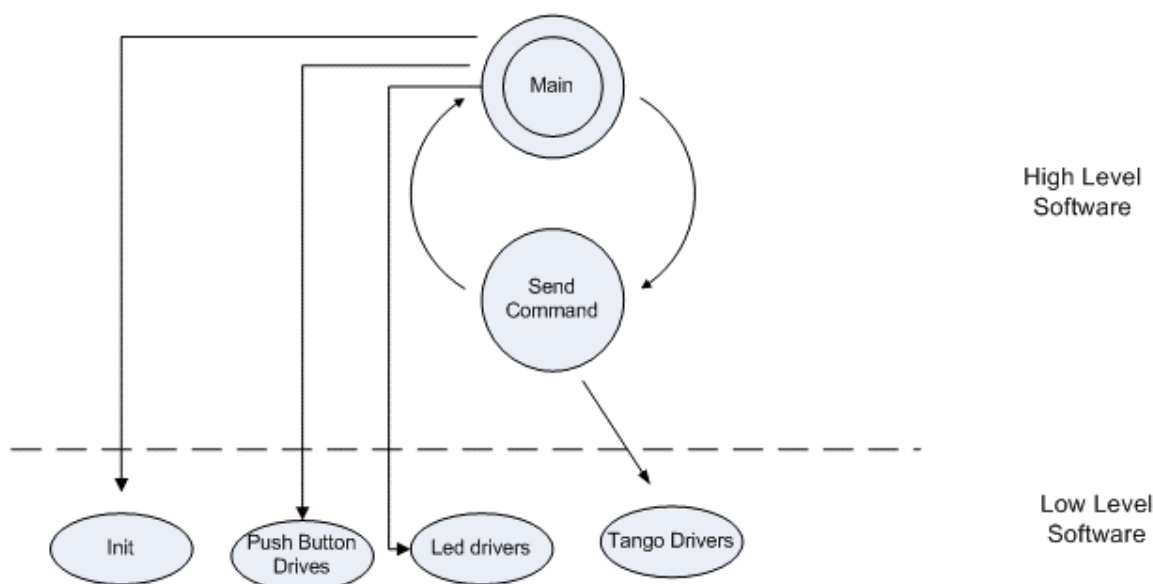 Main
High Level
Software
Send
Command
Low Level
Software
Init
Push Button
Drives
Led drivers
Tango Drivers